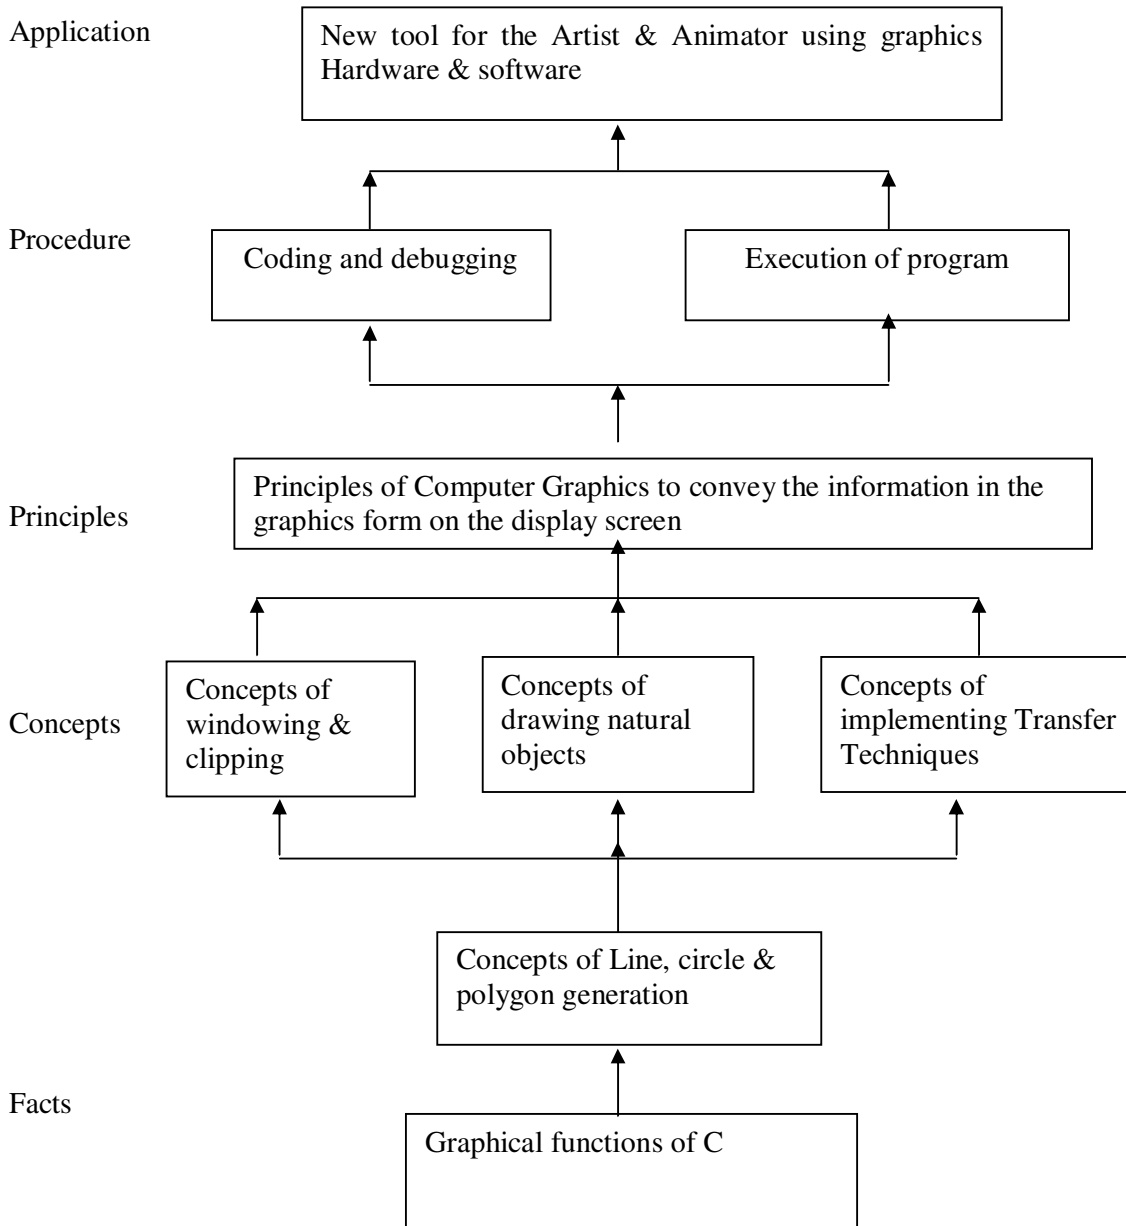 Application
New tool for the Artist & Animator using graphics
Hardware & software
Procedure
Coding and debugging
Execution of program
Principles
Principles of Computer Graphics to convey the information in the
graphics form on the display screen
Concepts
Concepts of
windowing &
clipping
Concepts of
drawing natural
objects
Concepts of
implementing Transfer
Techniques
Concepts of Line, circle &
polygon generation
Facts
Graphical functions of C